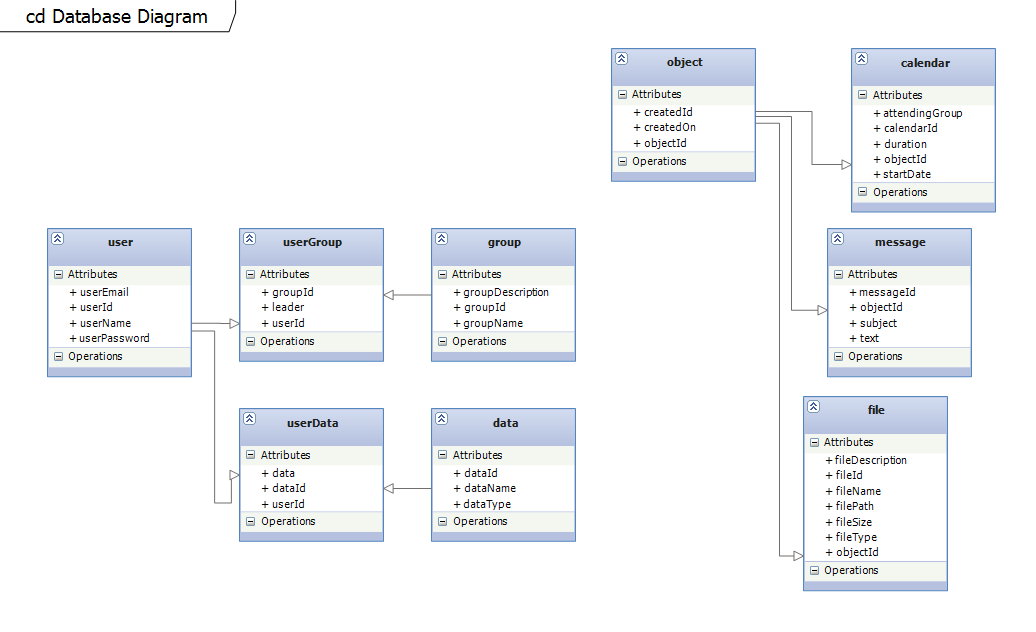 cd Database Diagram
object
Attributes
+ createdId
+ createdOn
+ objectId
Operations
calendar
Attributes
+ attendingGroup
+ calendarId
+ duration
+ objectId
+ startDate
Operations
user
Attributes
+ userEmail
+ userId
+ userName
+ userPassword
Operations
userGroup
Attributes
+ groupId
+ leader
+ userId
Operations
group
Attributes
+ groupDescription
+ groupId
+ groupName
Operations
message
Attributes
+ messageId
+ objectId
+ subject
+ text
Operations
userData
Attributes
+ data
+ dataId
+ userId
Operations
data
Attributes
+ dataId
+ dataName
+ dataType
Operations
file
Attributes
+ fileDescription
+ fileId
+ fileName
+ filePath
+ fileSize
+ fileType
+ objectId
Operations